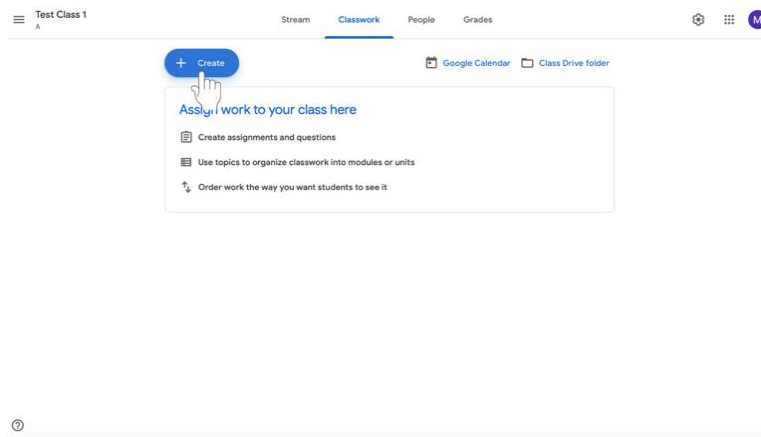 Test Class 1
A
Stream Classwork People Grades
M
Create
Google Calendar Class Drive folder
Assign work to your class here
Create assignments and questions
Use topics to organize classwork into modules or units
Order work the way you want students to see it